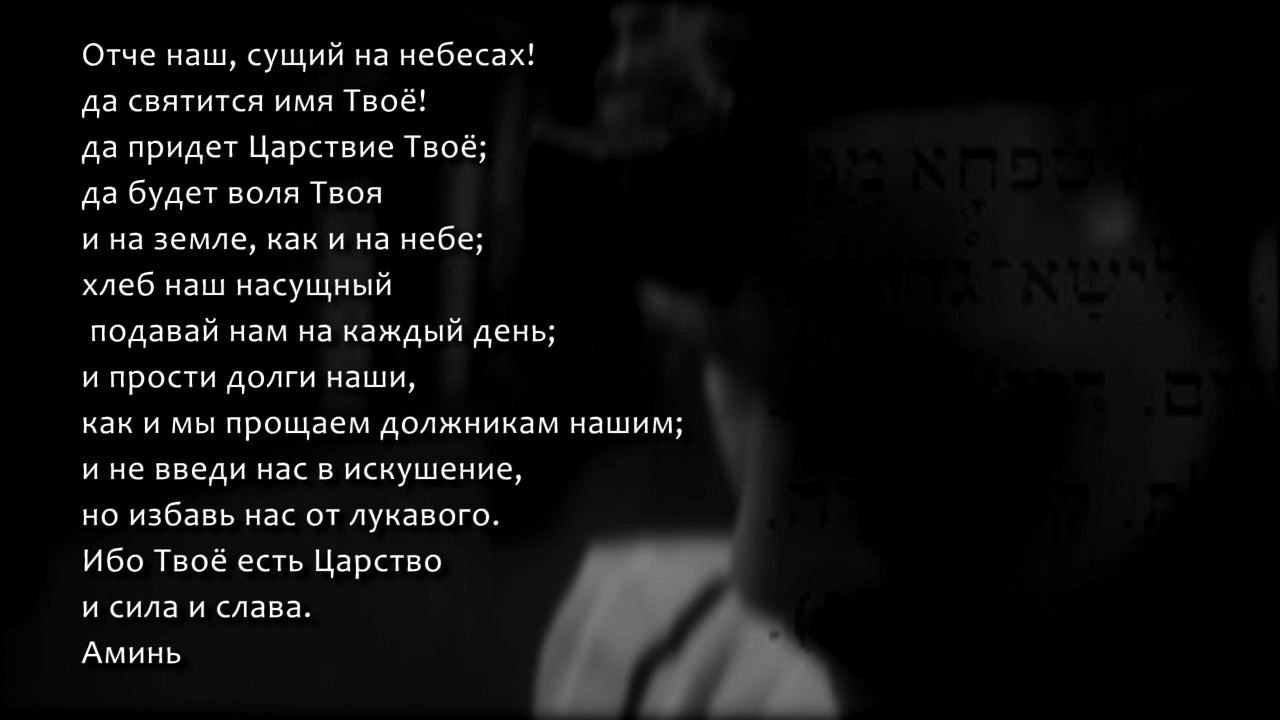 Отче наш, сущий на небесах!
да святится имя Твоё!
да придет Царствие Твоё;
да будет воля Твоя
и на земле, как и на небе;
хлеб наш насущный
подавай нам на каждый день;
и прости долги наши,
как и мы прощаем должникам нашим;
и не введи нас в искушение,
но избавь нас от лукавого.
Ибо Твоё есть Царство
и сила и слава.
Аминь